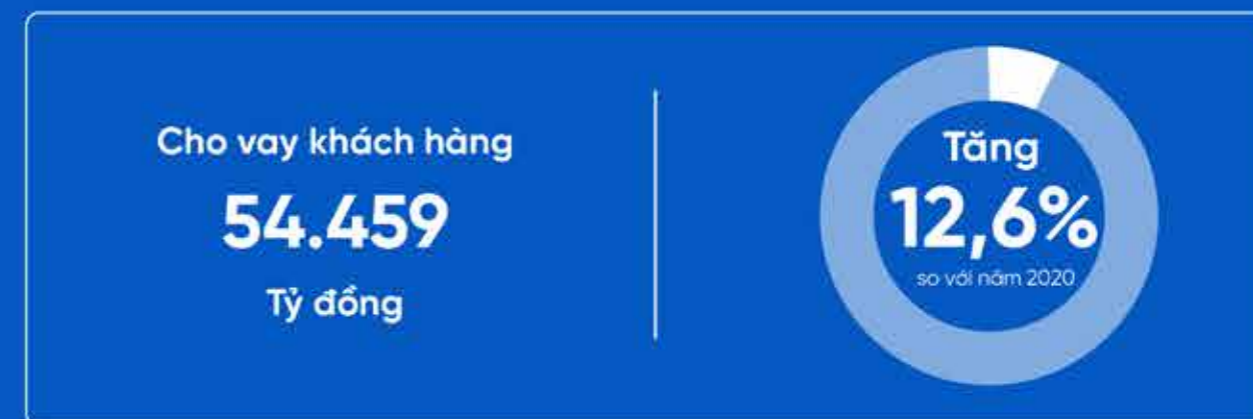 Cho vay khách hàng
54.459
Tỷ đồng
Tăng
12,6%
so với năm 2020